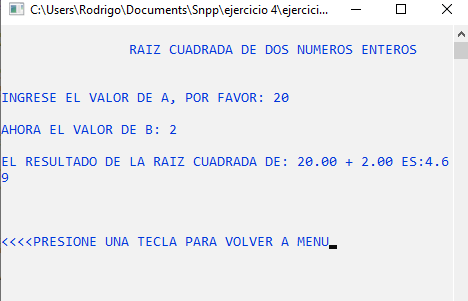 C:\Users\Rodrigo\Documents\Snpp\ejercicio 4\ejercici...
RAIZ CUADRADA DE DOS NUMEROS ENTEROS
INGRESE EL VALOR DE A, POR FAVOR: 20
AHORA EL VALOR DE B: 2
EL RESULTADO DE LA RAIZ CUADRADA DE: 20.00 + 2.00 ES:4.6
9
<<<<PRESIONE UNA TECLA PARA VOLVER A MENU